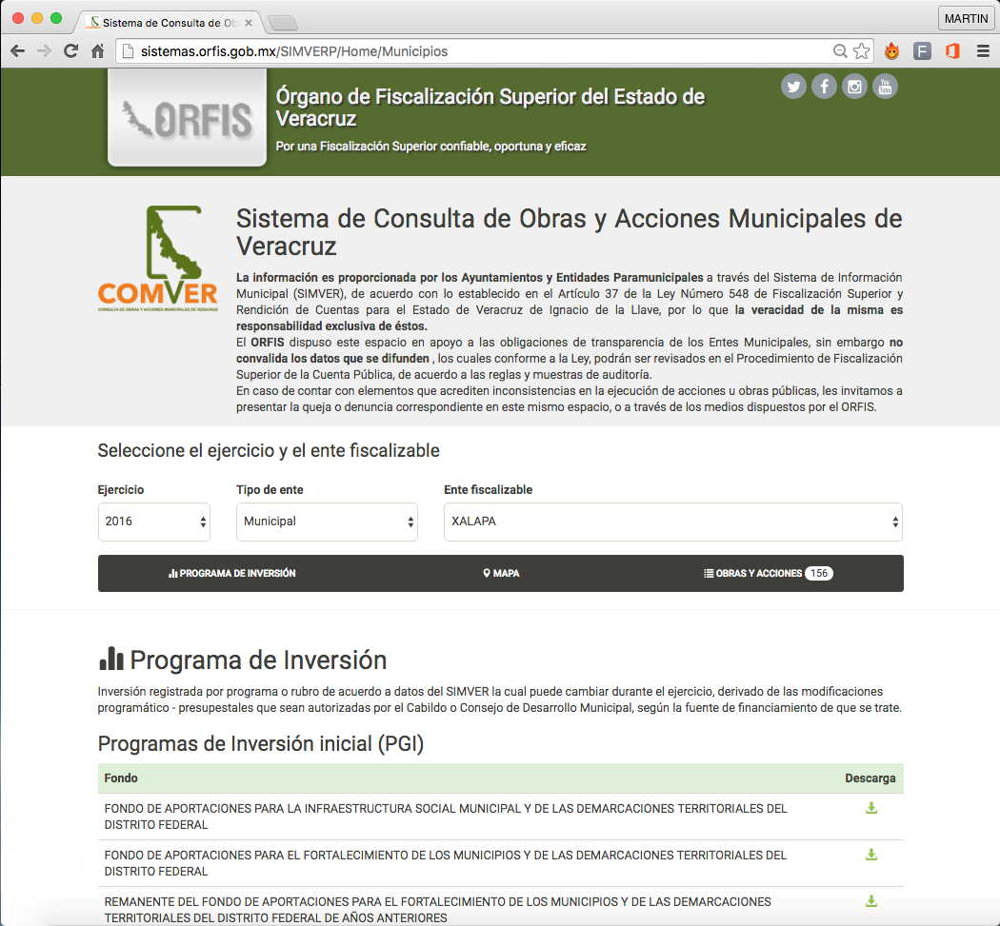 Sistema de Consulta de Ob
MARTIN
sistemas.orfis.gob.mx/SIMVERP/Home/Municipios
ORFIS
Órgano de Fiscalización Superior del Estado de
Veracruz
Por una Fiscalización Superior confiable, oportuna y eficaz
You
Tube
COMVER
CONSULTA DE OBRAS Y ACCIONES MUNICIPALES DE VERACRUZ
Sistema de Consulta de Obras y Acciones Municipales de
Veracruz
La información es proporcionada por los Ayuntamientos y Entidades Paramunicipales a través del Sistema de Información
Municipal (SIMVER), de acuerdo con lo establecido en el Artículo 37 de la Ley Número 548 de Fiscalización Superior y
Rendición de Cuentas para el Estado de Veracruz de Ignacio de la Llave, por lo que la veracidad de la misma es
responsabilidad exclusiva de éstos.
El ORFIS dispuso este espacio en apoyo a las obligaciones de transparencia de los Entes Municipales, sin embargo no
convalida los datos que se difunden , los cuales conforme a la Ley, podrán ser revisados en el Procedimiento de Fiscalización
Superior de la Cuenta Pública, de acuerdo a las reglas y muestras de auditoría.
En caso de contar con elementos que acrediten inconsistencias en la ejecución de acciones u obras públicas, les invitamos a
presentar la queja o denuncia correspondiente en este mismo espacio, o a través de los medios dispuestos por el ORFIS.
Seleccione el ejercicio y el ente fiscalizable
Ejercicio Tipo de ente Ente fiscalizable
2016 Municipal XALAPA
PROGRAMA DE INVERSIÓN MAPA OBRAS Y ACCIONES 156
Programa de Inversión
Inversión registrada por programa o rubro de acuerdo a datos del SIMVER la cual puede cambiar durante el ejercicio, derivado de las modificaciones
programático - presupestales que sean autorizadas por el Cabildo o Consejo de Desarrollo Municipal, según la fuente de financiamiento de que se trate.
Programas de Inversión inicial (PGI)
Fondo Descarga
FONDO DE APORTACIONES PARA LA INFRAESTRUCTURA SOCIAL MUNICIPAL Y DE LAS DEMARCACIONES TERRITORIALES DEL
DISTRITO FEDERAL
FONDO DE APORTACIONES PARA EL FORTALECIMIENTO DE LOS MUNICIPIOS Y DE LAS DEMARCACIONES TERRITORIALES DEL
DISTRITO FEDERAL
REMANENTE DEL FONDO DE APORTACIONES PARA EL FORTALECIMIENTO DE LOS MUNICIPIOS Y DE LAS DEMARCACIONES
TERRITORIALES DEL DISTRITO FEDERAL DE AÑOS ANTERIORES